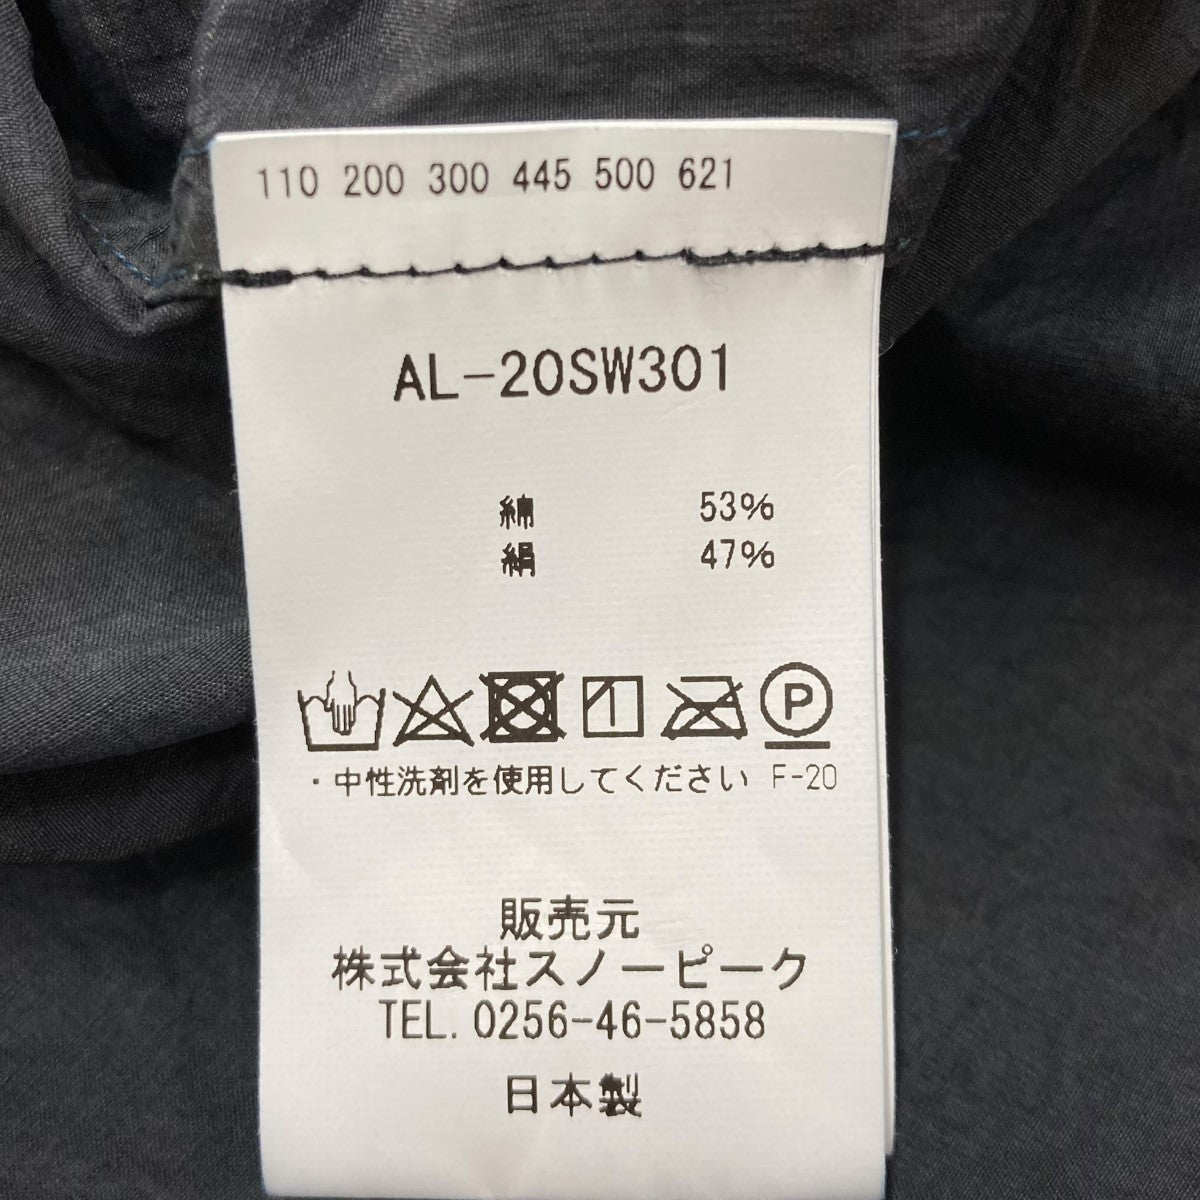 110 200 300 445 500 621
AL-20SW301
綿 53%
絹 47%
P
・中性洗剤を使用してください F-20
販売元
株式会社スノーピーク
TEL. 0256-46-5858
日本製